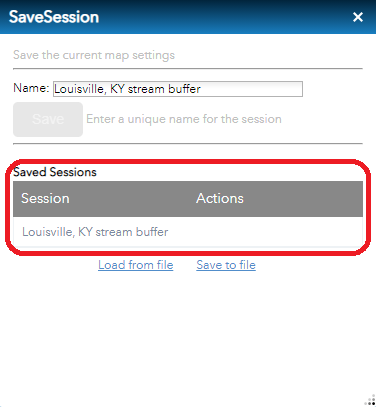 SaveSession
Save the current map settings
Name: Louisville, KY stream buffer
Save Enter a unique name for the session
Saved Sessions
Session Actions
Louisville, KY stream buffer
Load from file Save to file